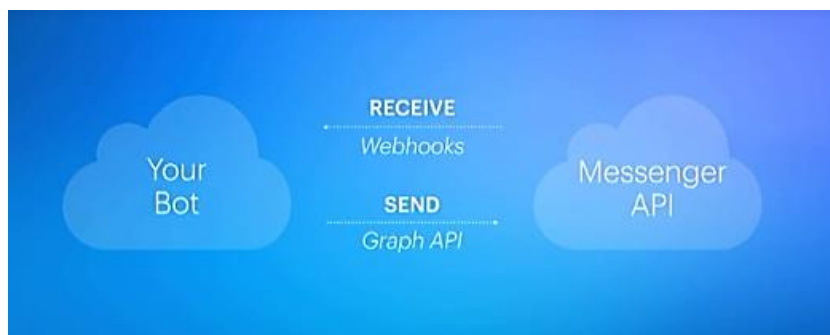 Your
Bot
RECEIVE
Webhooks
SEND
Graph API
Messenger
API